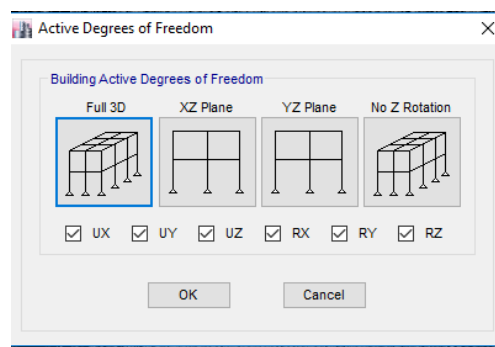 Active Degrees of Freedom
Building Active Degrees of Freedom
Full 3D XZ Plane YZ Plane No Z Rotation
UX UY UZ RX RY RZ
OK Cancel